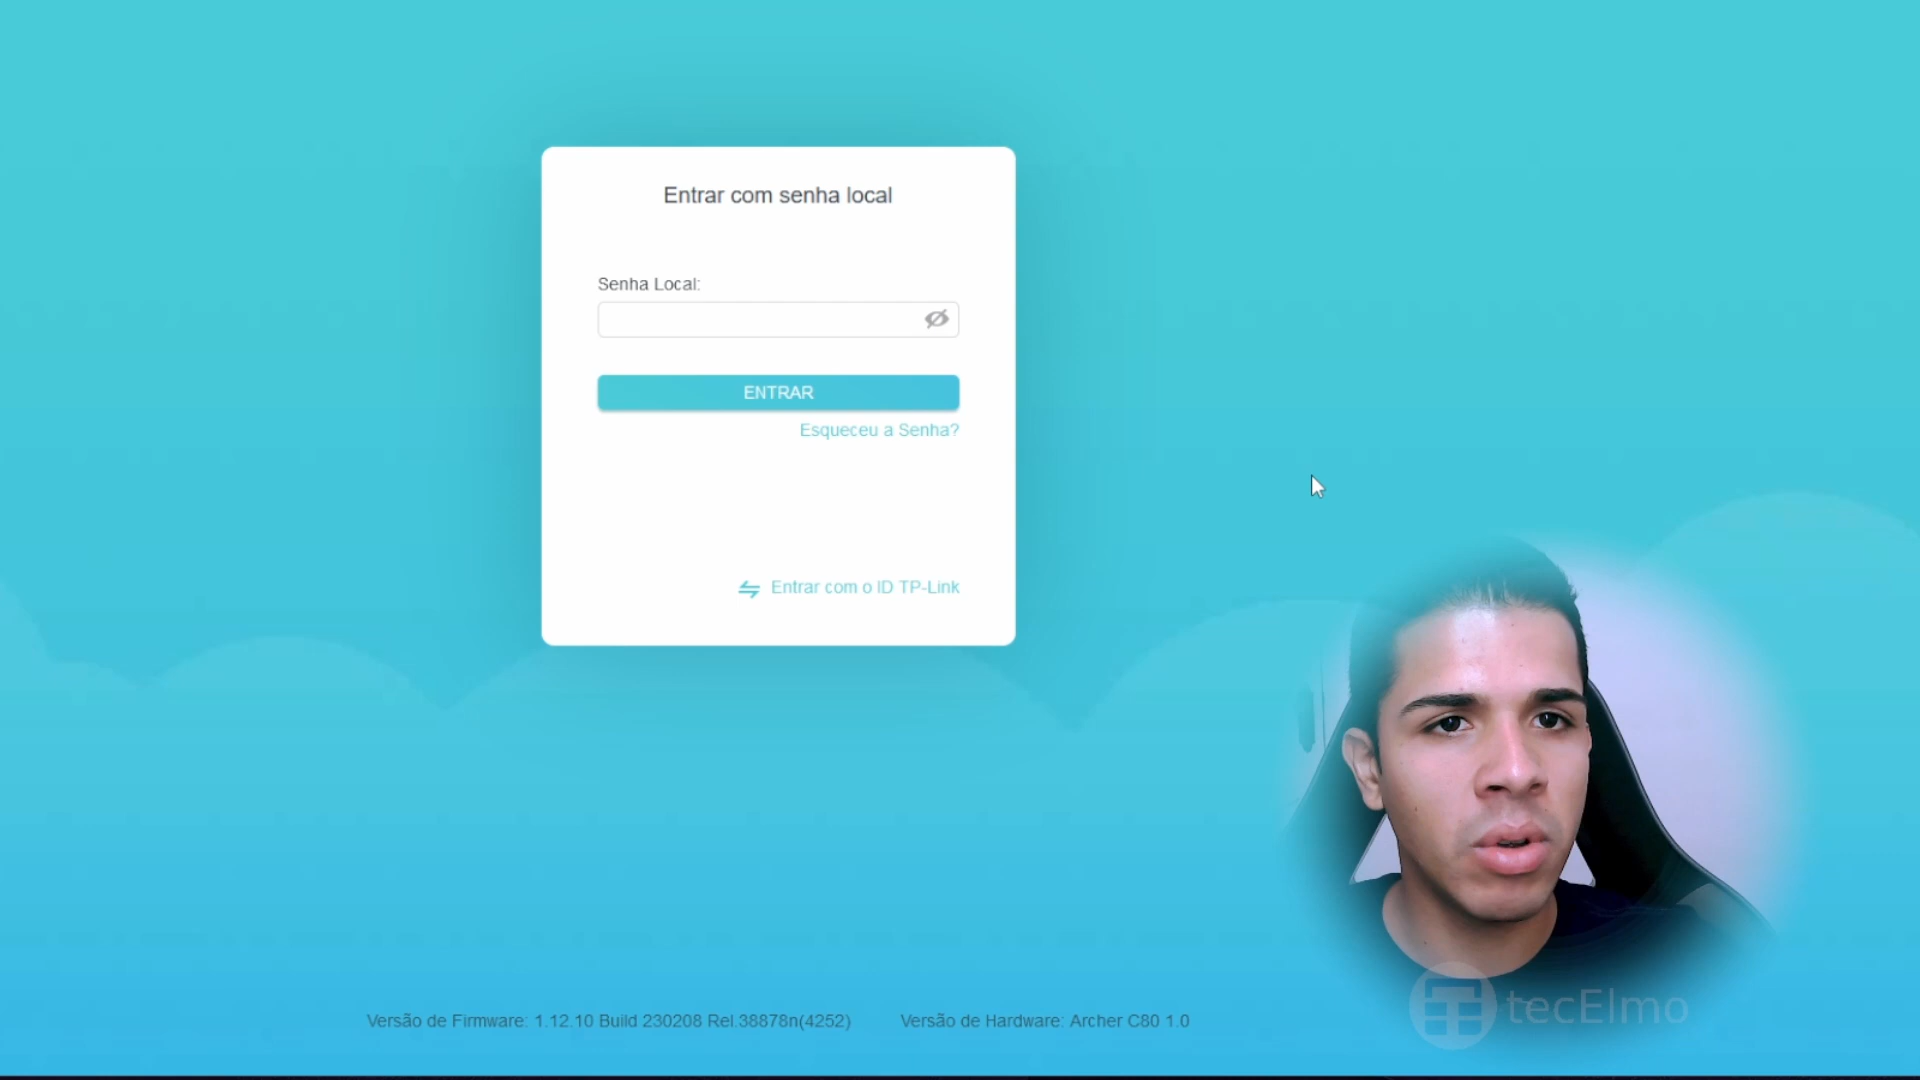 Entrar com senha local
Senha Local:
ENTRAR
Esqueceu a Senha?
Entrar com o ID TP-Link
Versão de Firmware: 1.12.10 Build 230208 Rel.38878n(4252)
Versão de Hardware: Archer C80 1.0
tecElmo